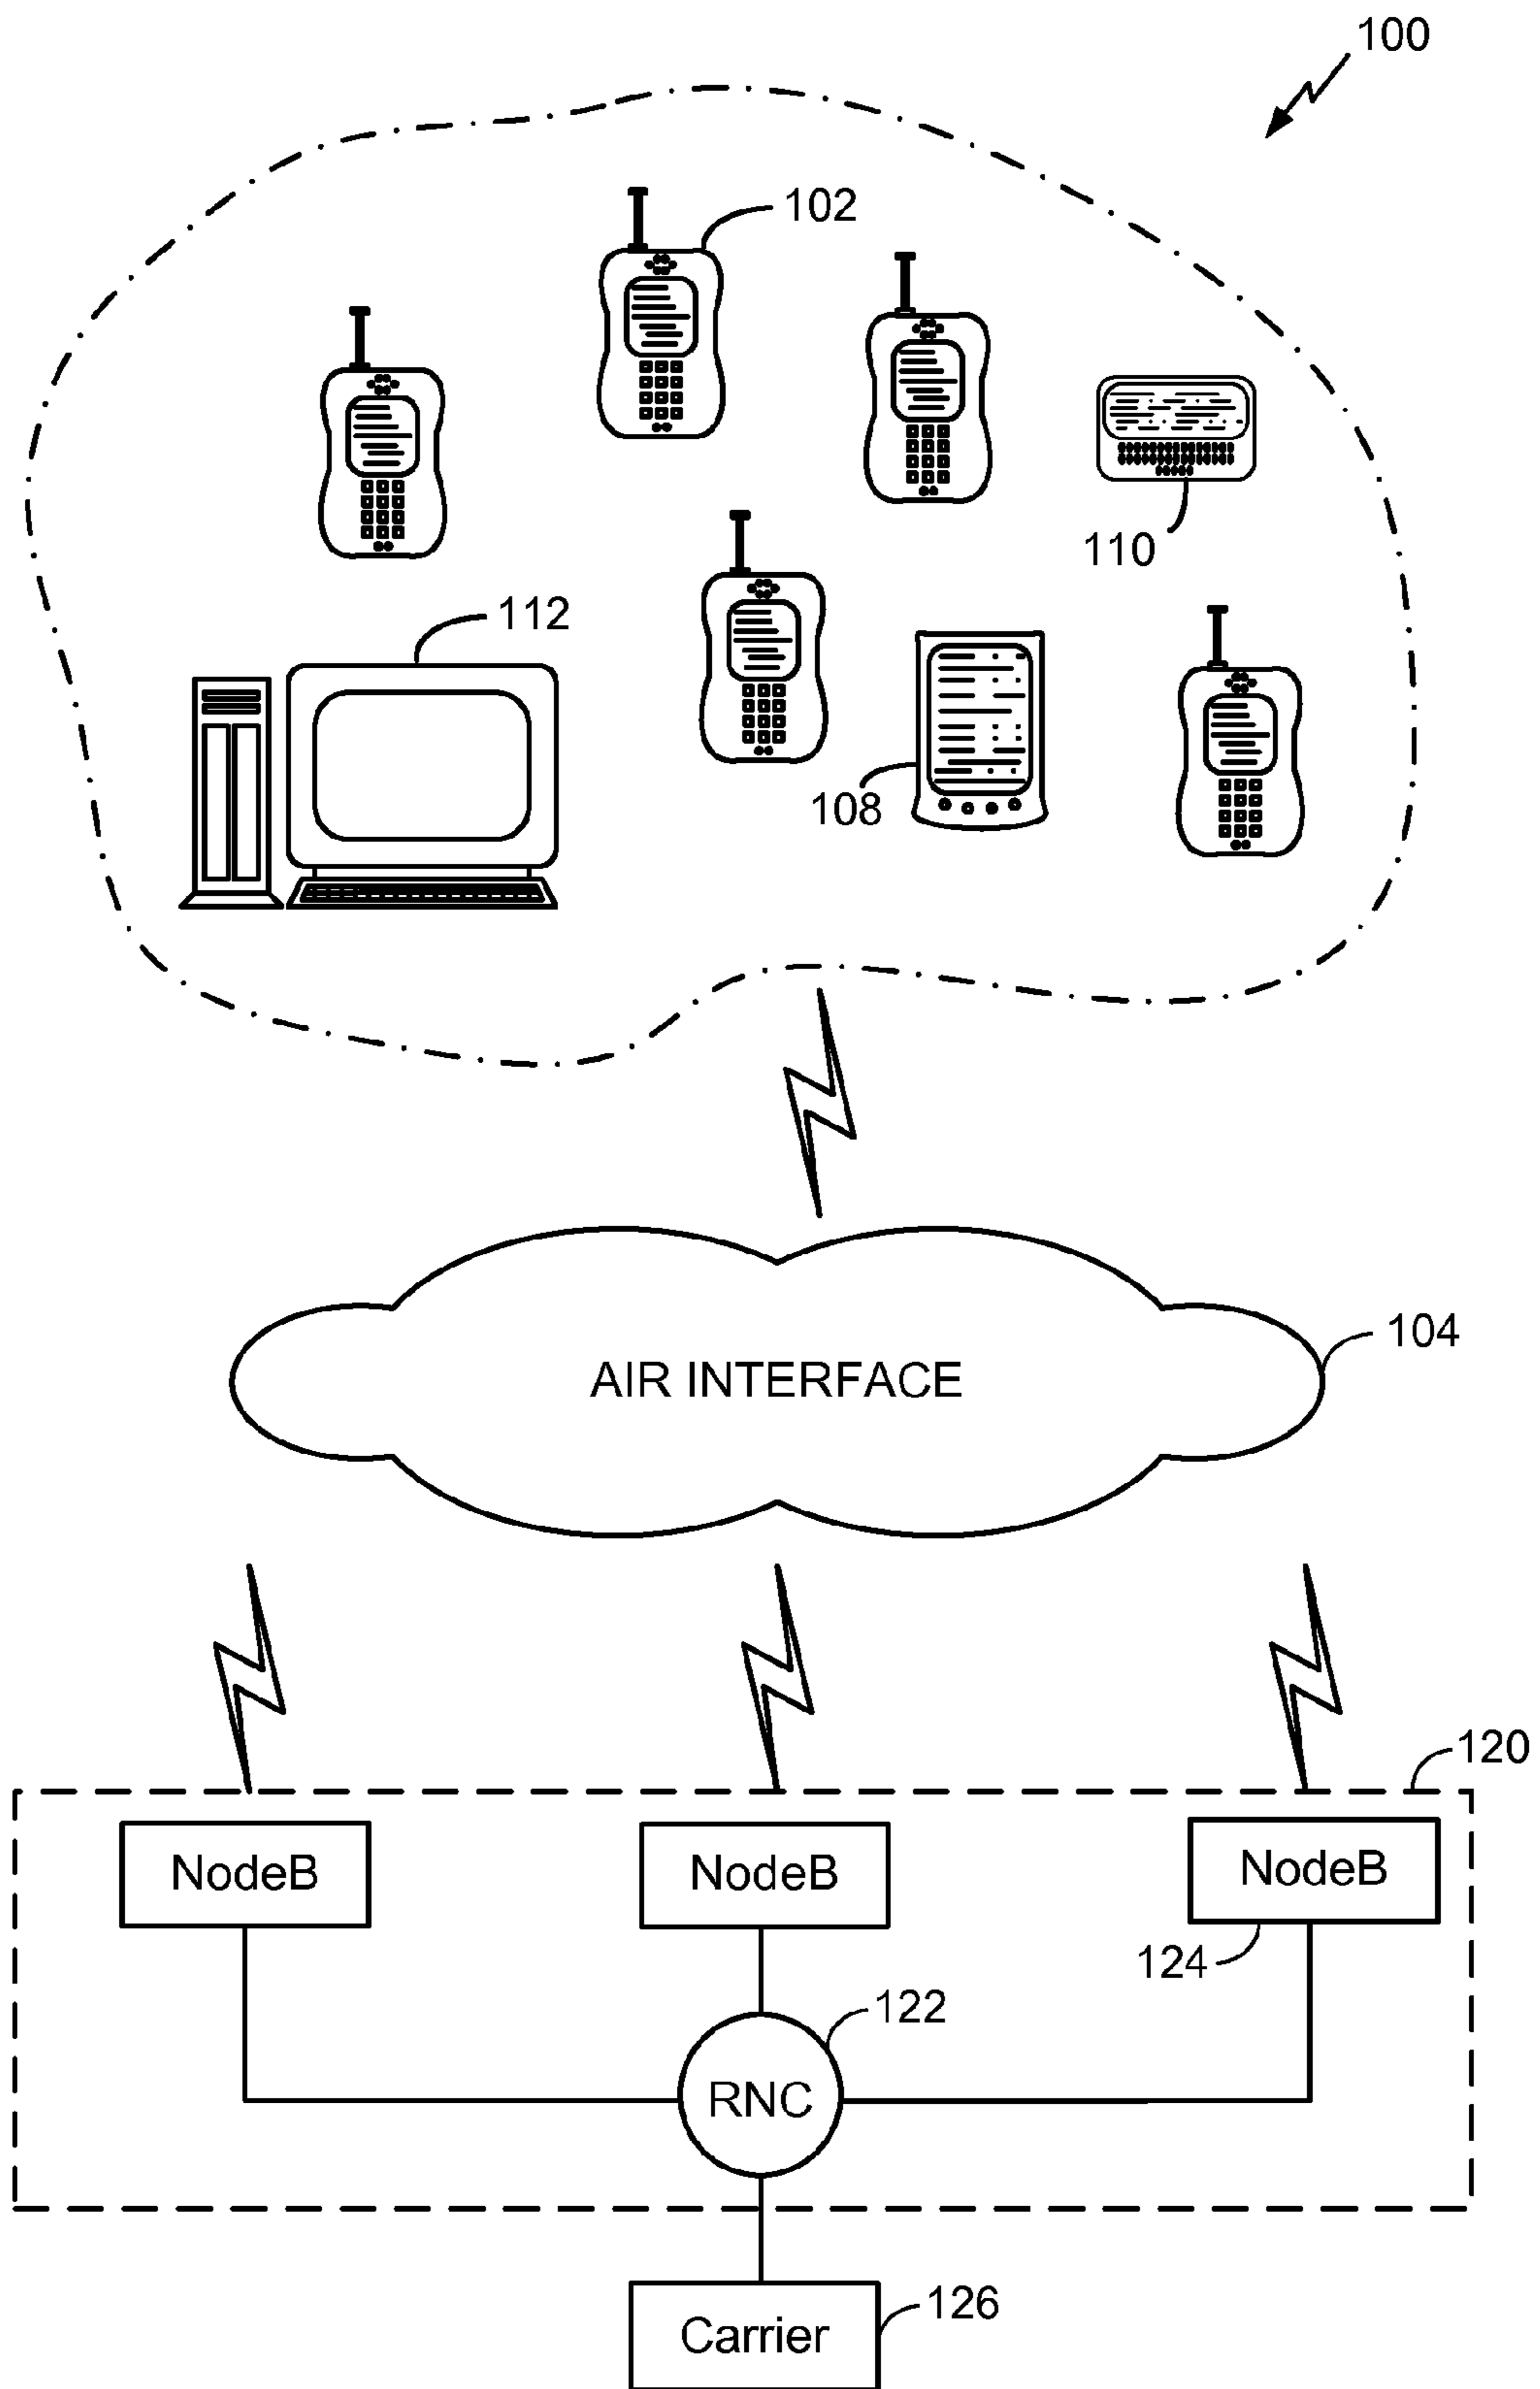 100
102
110
112
108
104
AIR INTERFACE
120
NodeB
NodeB
NodeB
124
122
RNC
126
Carrier